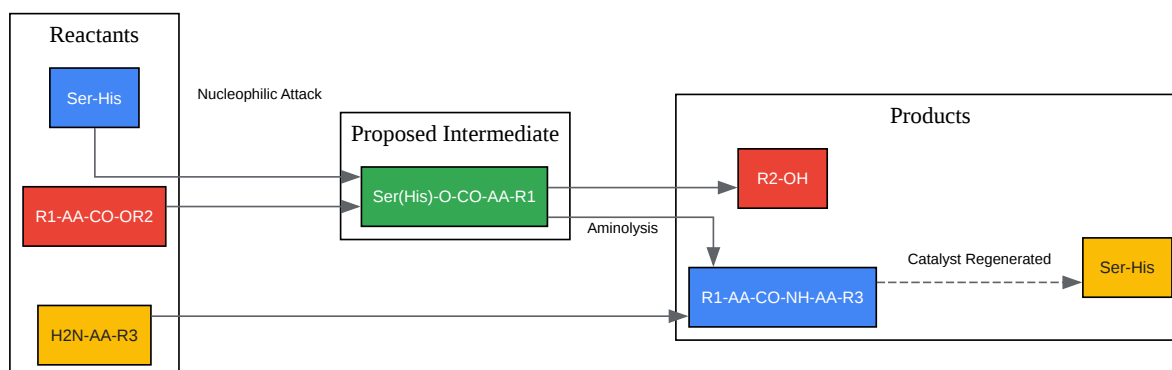 Reactants
Ser-His
Nucleophilic Attack
R1-AA-CO-OR2
H2N-AA-R3
Proposed Intermediate
Ser(His)-O-CO-AA-R1
Aminolysis
Products
R2-OH
R1-AA-CO-NH-AA-R3
Catalyst Regenerated
Ser-His